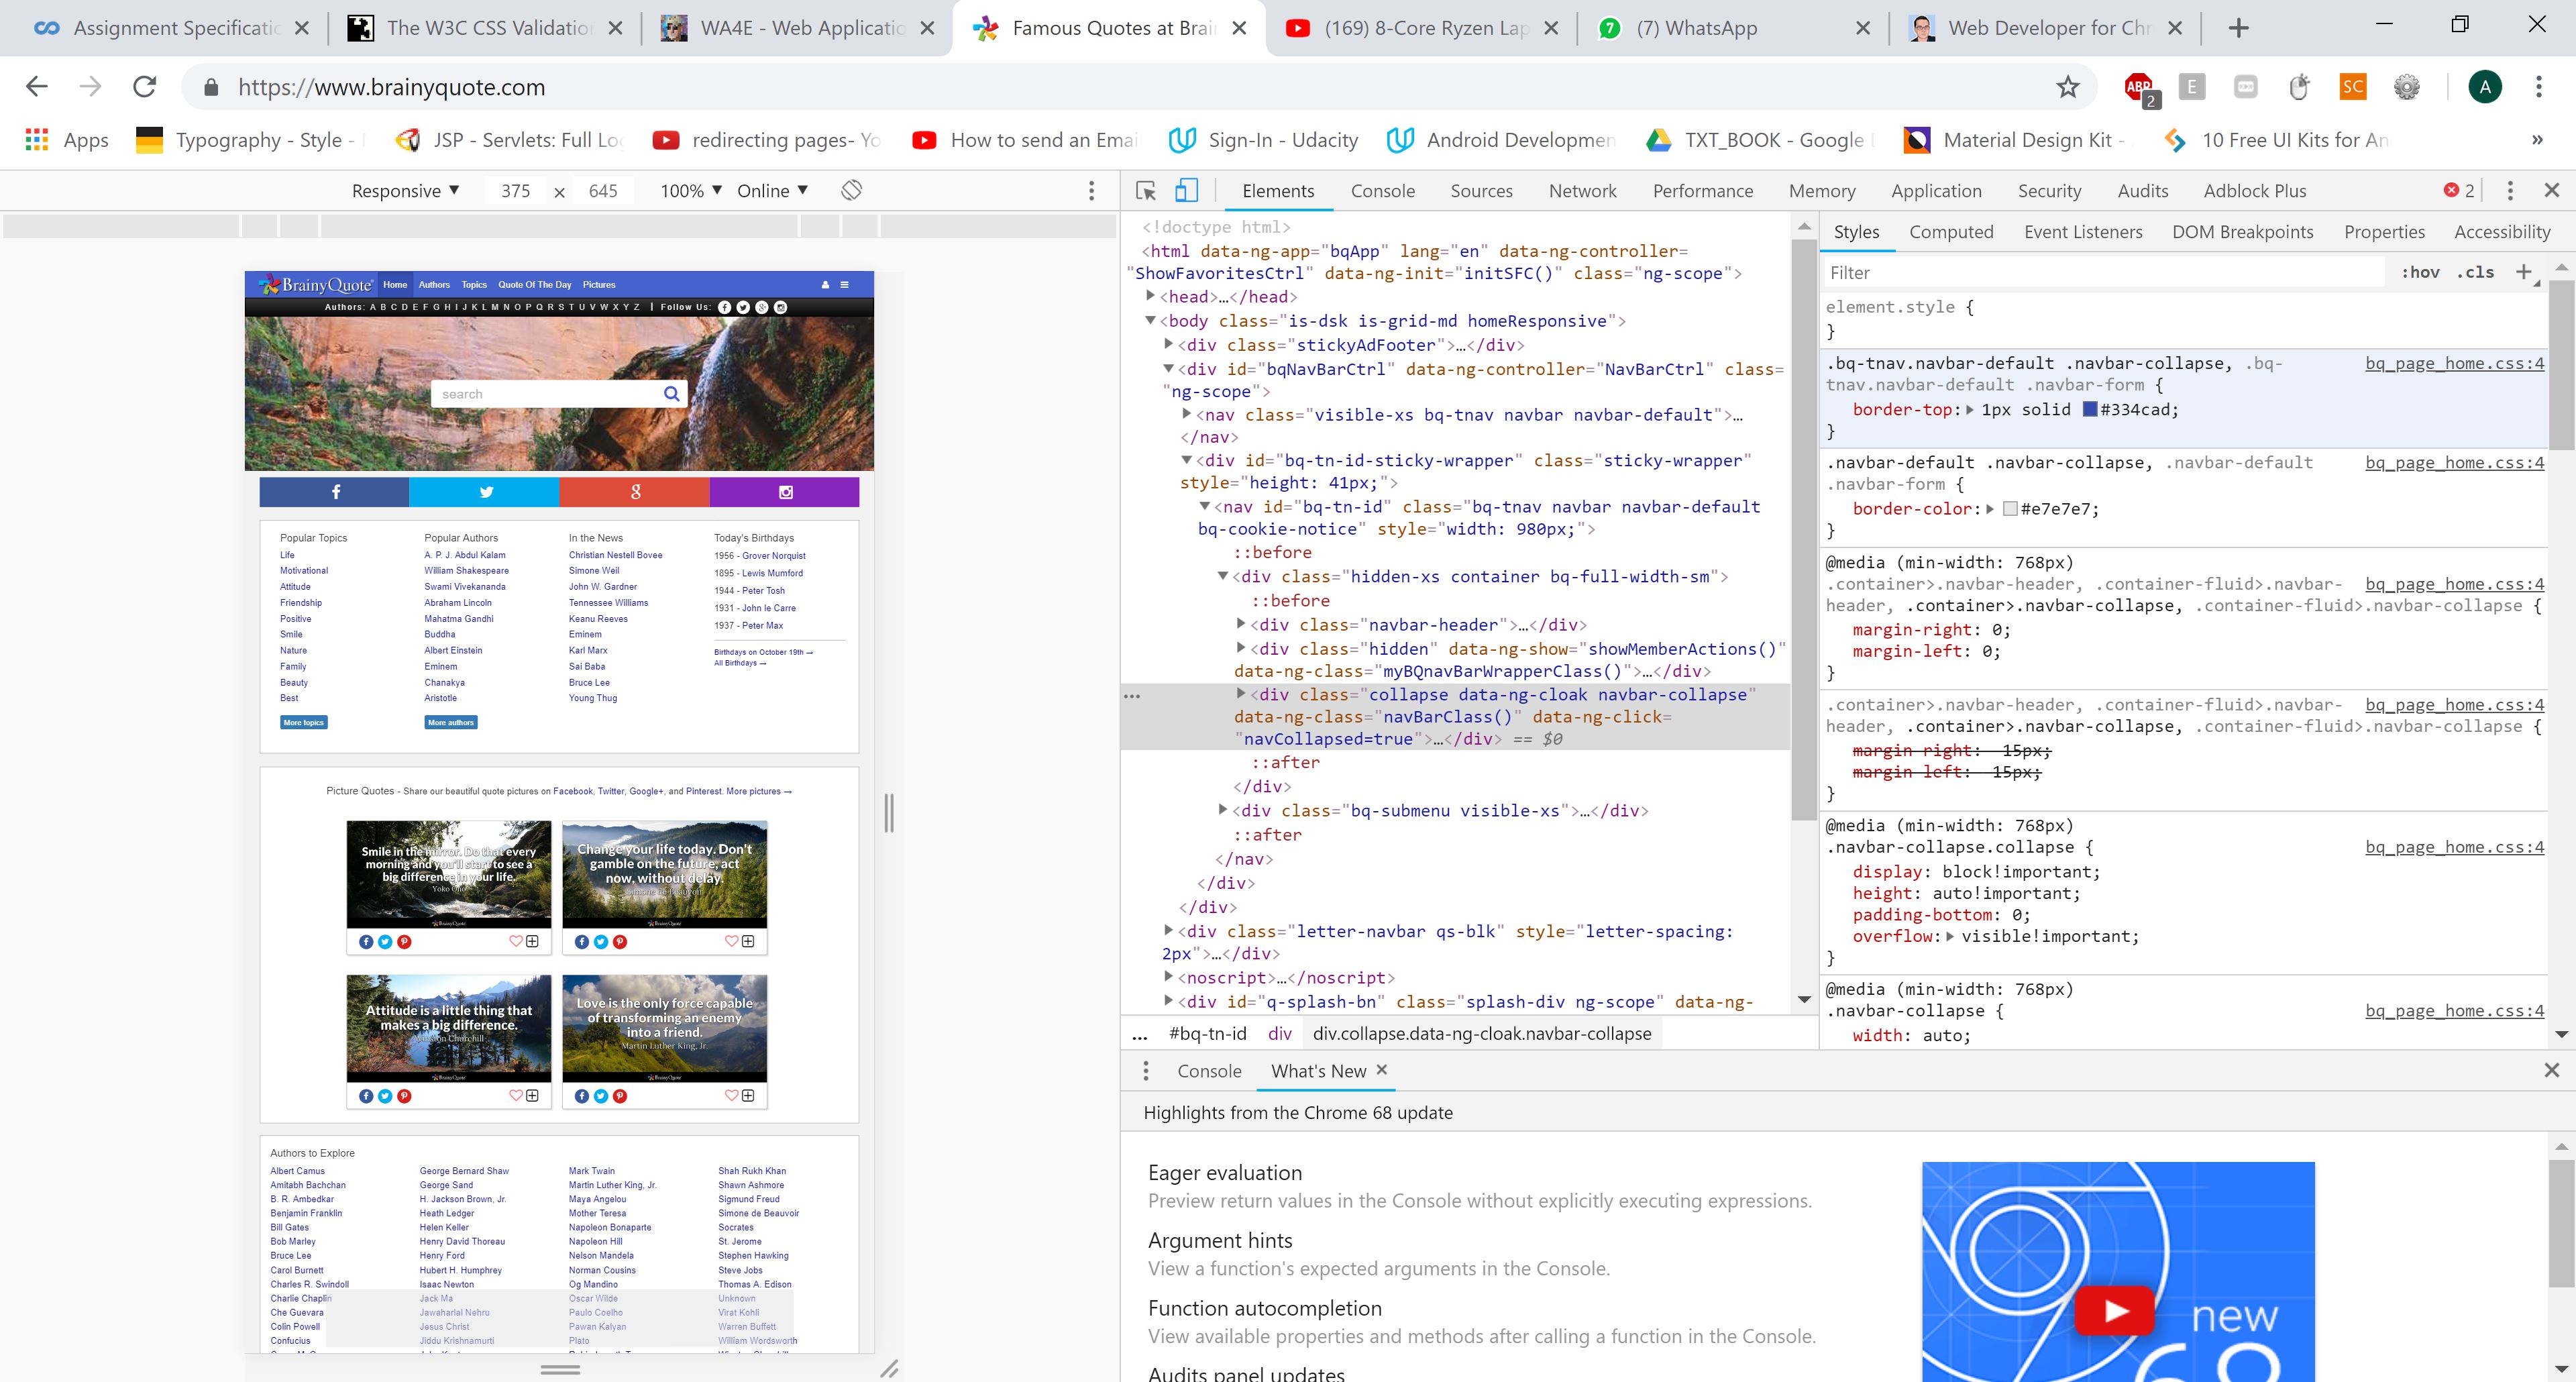 Assignment Specificatio
The W3C CSS Validation
WA4E - Web Applicatio
Famous Quotes at Brai
(169) 8-Core Ryzen Lap
7
(7) WhatsApp
Web Developer for Chr
https://www.brainyquote.com
ABP
2
E
SC
A
Apps
Typography - Style -
JSP - Servlets: Full Lo
redirecting pages- Yo
How to send an Emai
Sign-In - Udacity
Android Developmen
TXT_BOOK - Google
Material Design Kit -
10 Free UI Kits for An
»
Responsive ▼ 375 × 645 100% ▼ Online ▼
BrainyQuote Home Authors Topics Quote Of The Day Pictures
Authors: A B C D E F G H I J K L M N O P Q R S T U V W X Y Z | Follow Us:
search
Popular Topics
Life
Motivational
Attitude
Friendship
Positive
Smile
Nature
Family
Beauty
Best
More topics
Popular Authors
A. P. J. Abdul Kalam
William Shakespeare
Swami Vivekananda
Abraham Lincoln
Mahatma Gandhi
Buddha
Albert Einstein
Eminem
Chanakya
Aristotle
More authors
In the News
Christian Nestell Bovee
Simone Weil
John W. Gardner
Tennessee Williams
Keanu Reeves
Eminem
Karl Marx
Sai Baba
Bruce Lee
Young Thug
Today's Birthdays
1956 - Grover Norquist
1895 - Lewis Mumford
1944 - Peter Tosh
1931 - John le Carre
1937 - Peter Max
Birthdays on October 19th →
All Birthdays →
Picture Quotes - Share our beautiful quote pictures on Facebook, Twitter, Google+, and Pinterest. More pictures →
Smile in the mirror. Do that every
morning and you'll start to see a
big difference in your life.
Yoko Ono
BrainyQuote
Change your life today. Don't
gamble on the future, act
now, without delay.
Simone de Beauvoir
BrainyQuote
Attitude is a little thing that
makes a big difference.
Winston Churchill
BrainyQuote
Love is the only force capable
of transforming an enemy
into a friend.
Martin Luther King, Jr.
BrainyQuote
Authors to Explore
Albert Camus
Amitabh Bachchan
B. R. Ambedkar
Benjamin Franklin
Bill Gates
Bob Marley
Bruce Lee
Carol Burnett
Charles R. Swindoll
Charlie Chaplin
Che Guevara
Colin Powell
Confucius
George Bernard Shaw
George Sand
H. Jackson Brown, Jr.
Heath Ledger
Helen Keller
Henry David Thoreau
Henry Ford
Hubert H. Humphrey
Isaac Newton
Jack Ma
Jawaharlal Nehru
Jesus Christ
Jiddu Krishnamurti
Mark Twain
Martin Luther King, Jr.
Maya Angelou
Mother Teresa
Napoleon Bonaparte
Napoleon Hill
Nelson Mandela
Norman Cousins
Og Mandino
Oscar Wilde
Paulo Coelho
Pawan Kalyan
Plato
Shah Rukh Khan
Shawn Ashmore
Sigmund Freud
Simone de Beauvoir
Socrates
St. Jerome
Stephen Hawking
Steve Jobs
Thomas A. Edison
Unknown
Virat Kohli
Warren Buffett
William Wordsworth
Elements Console Sources Network Performance Memory Application Security Audits Adblock Plus 2
<!doctype html>
<html data-ng-app="bqApp" lang="en" data-ng-controller=
"ShowFavoritesCtrl" data-ng-init="initSFC()" class="ng-scope">
▶<head>…</head>
▼<body class="is-dsk is-grid-md homeResponsive">
▶<div class="stickyAdFooter">…</div>
▼<div id="bqNavBarCtrl" data-ng-controller="NavBarCtrl" class=
"ng-scope">
▶<nav class="visible-xs bq-tnav navbar navbar-default">…
</nav>
▼<div id="bq-tn-id-sticky-wrapper" class="sticky-wrapper"
style="height: 41px;">
▼<nav id="bq-tn-id" class="bq-tnav navbar navbar-default
bq-cookie-notice" style="width: 980px;">
::before
▼<div class="hidden-xs container bq-full-width-sm">
::before
▶<div class="navbar-header">…</div>
▶<div class="hidden" data-ng-show="showMemberActions()"
data-ng-class="myBQnavBarWrapperClass()">…</div>
… ▶<div class="collapse data-ng-cloak navbar-collapse"
data-ng-class="navBarClass()" data-ng-click=
"navCollapsed=true">…</div> == $0
::after
</div>
▶<div class="bq-submenu visible-xs">…</div>
::after
</nav>
</div>
</div>
▶<div class="letter-navbar qs-blk" style="letter-spacing:
2px">…</div>
▶<noscript>…</noscript>
▶<div id="q-splash-bn" class="splash-div ng-scope" data-ng-
… #bq-tn-id div div.collapse.data-ng-cloak.navbar-collapse
Styles Computed Event Listeners DOM Breakpoints Properties Accessibility
Filter :hov .cls +
element.style {
}
.bq-tnav.navbar-default .navbar-collapse, .bq- bq_page_home.css:4
tnav.navbar-default .navbar-form {
border-top:▶ 1px solid #334cad;
}
.navbar-default .navbar-collapse, .navbar-default bq_page_home.css:4
.navbar-form {
border-color:▶ #e7e7e7;
}
@media (min-width: 768px)
.container>.navbar-header, .container-fluid>.navbar- bq_page_home.css:4
header, .container>.navbar-collapse, .container-fluid>.navbar-collapse {
margin-right: 0;
margin-left: 0;
}
.container>.navbar-header, .container-fluid>.navbar- bq_page_home.css:4
header, .container>.navbar-collapse, .container-fluid>.navbar-collapse {
margin-right: -15px;
margin-left: -15px;
}
@media (min-width: 768px)
.navbar-collapse.collapse { bq_page_home.css:4
display: block!important;
height: auto!important;
padding-bottom: 0;
overflow:▶ visible!important;
}
@media (min-width: 768px)
.navbar-collapse { bq_page_home.css:4
width: auto;
Console What's New ×
Highlights from the Chrome 68 update
Eager evaluation
Preview return values in the Console without explicitly executing expressions.
Argument hints
View a function's expected arguments in the Console.
Function autocompletion
View available properties and methods after calling a function in the Console.
Audits panel updates
new
68